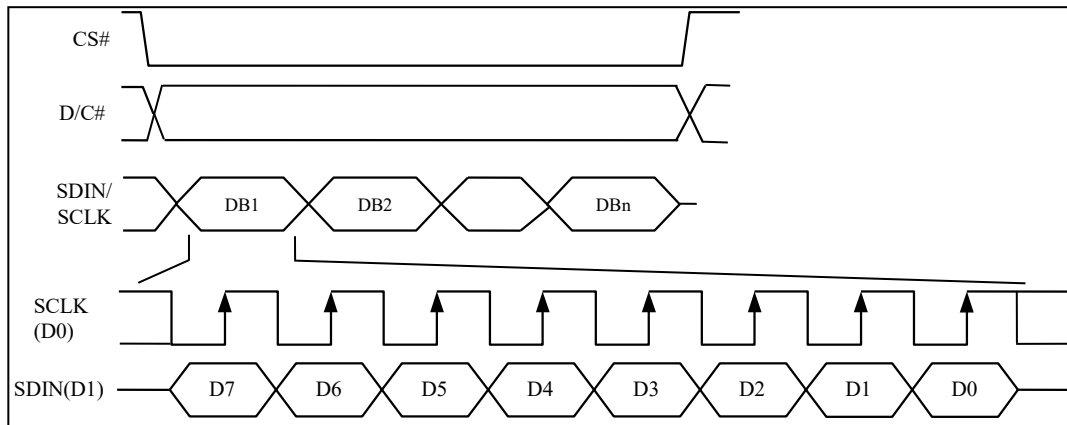 CS#
D/C#
SDIN/
SCLK
DB1 DB2 DBn
SCLK
(D0)
SDIN(D1) D7 D6 D5 D4 D3 D2 D1 D0